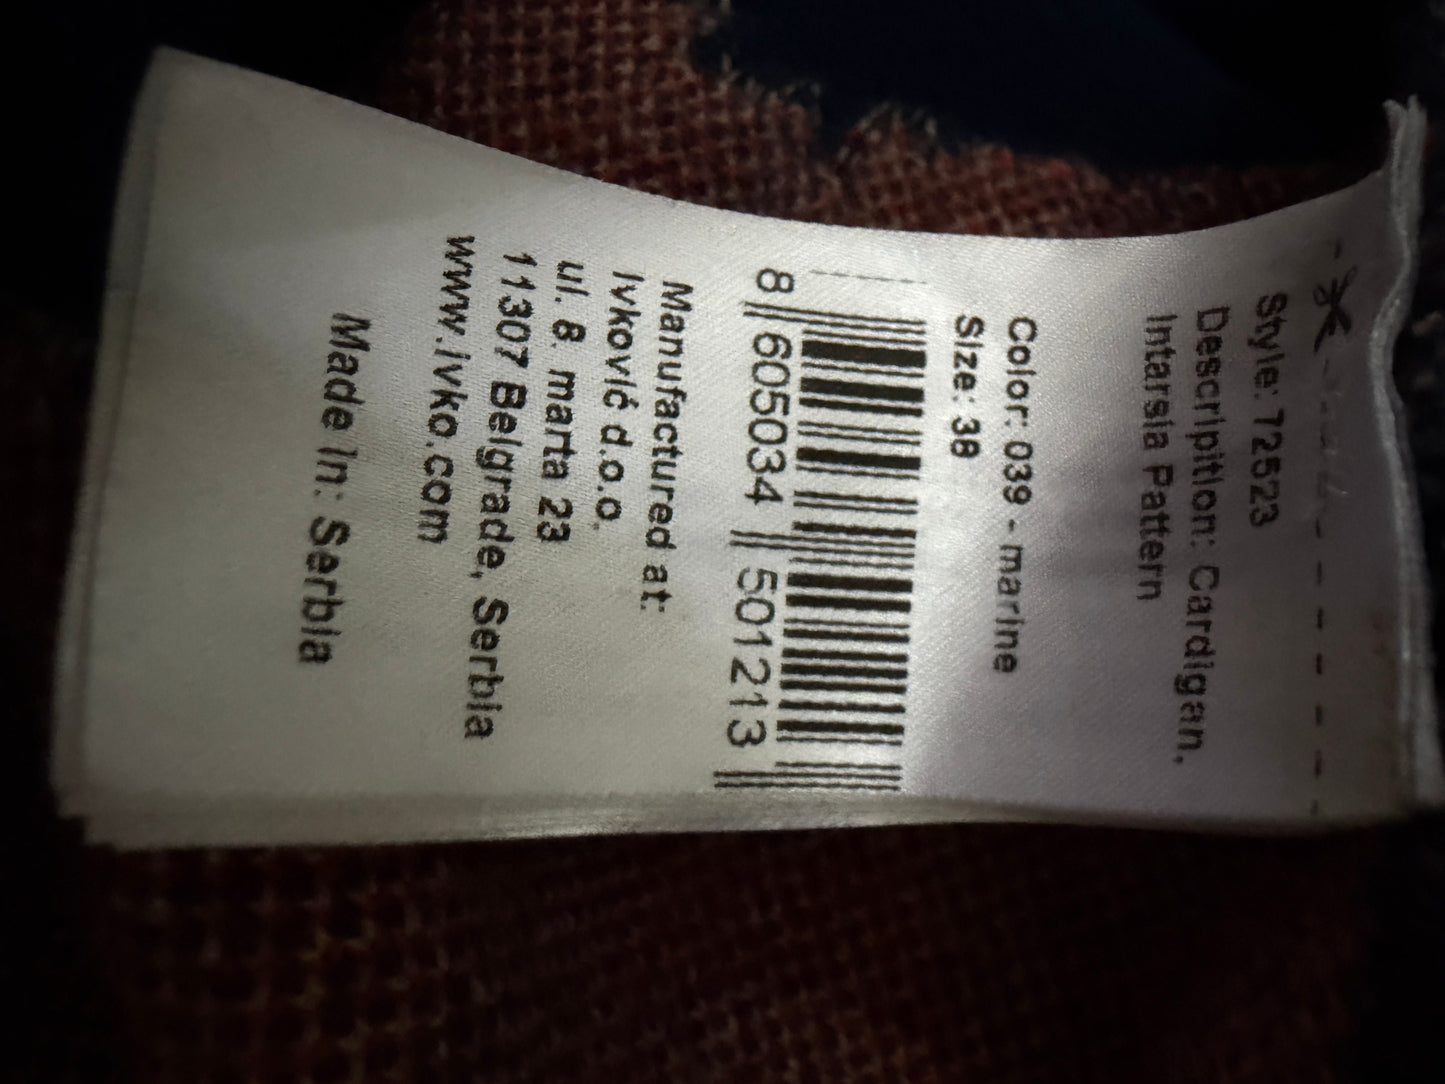 Style: 72523
Description: Cardigan,
Intarsia Pattern
Color: 039 - marine
Size: 38
8 605034 501213
Manufactured at:
Ivković d.o.o.
ul. 8. marta 23
11307 Belgrade, Serbia
www.ivko.com
Made in: Serbia